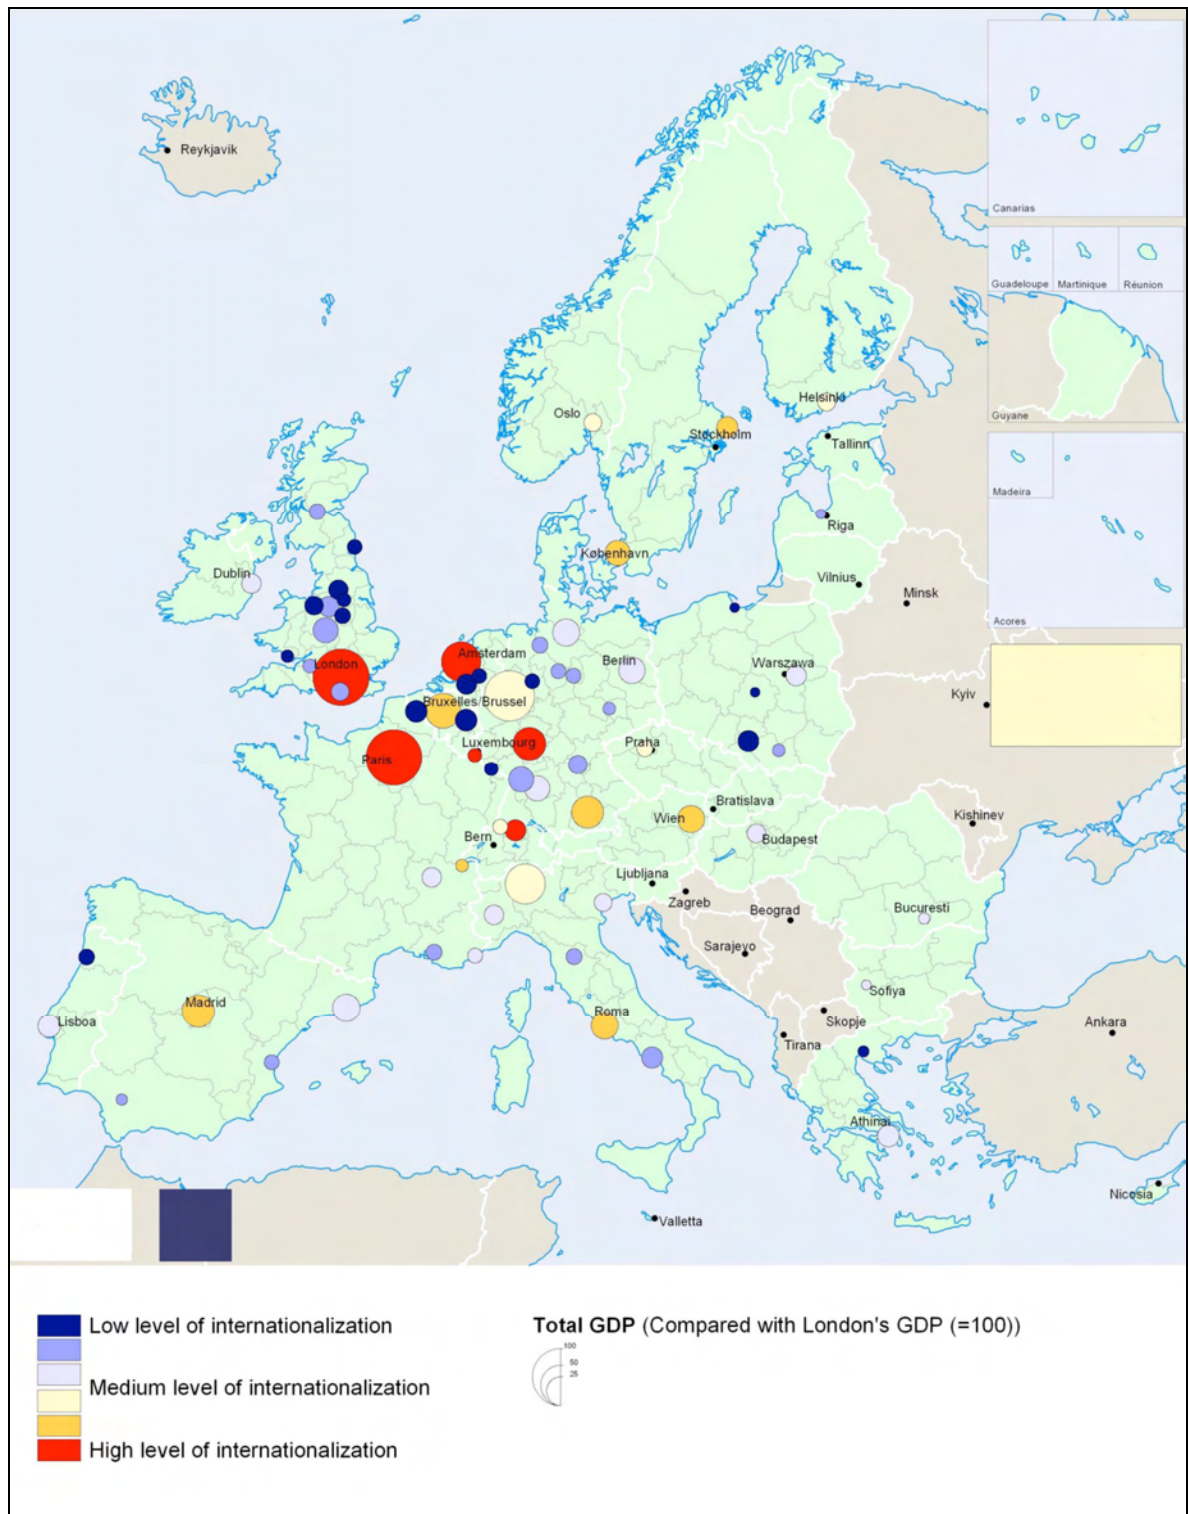 Reykjavik
Canarias
Guadeloupe
Martinique
Réunion
Guyane
Madeira
Acores
Oslo
Helsinki
Stockholm
Tallinn
Riga
København
Vilnius
Minsk
Dublin
London
Amsterdam
Berlin
Warszawa
Kyiv
Bruxelles/Brussel
Luxembourg
Paris
Praha
Bratislava
Wien
Kishinev
Bern
Budapest
Ljubljana
Zagreb
Beograd
Bucuresti
Sarajevo
Sofiya
Madrid
Lisboa
Roma
Skopje
Tirana
Ankara
Athinai
Nicosia
Valletta
Low level of internationalization
Medium level of internationalization
High level of internationalization
Total GDP (Compared with London's GDP (=100))
100
50
25